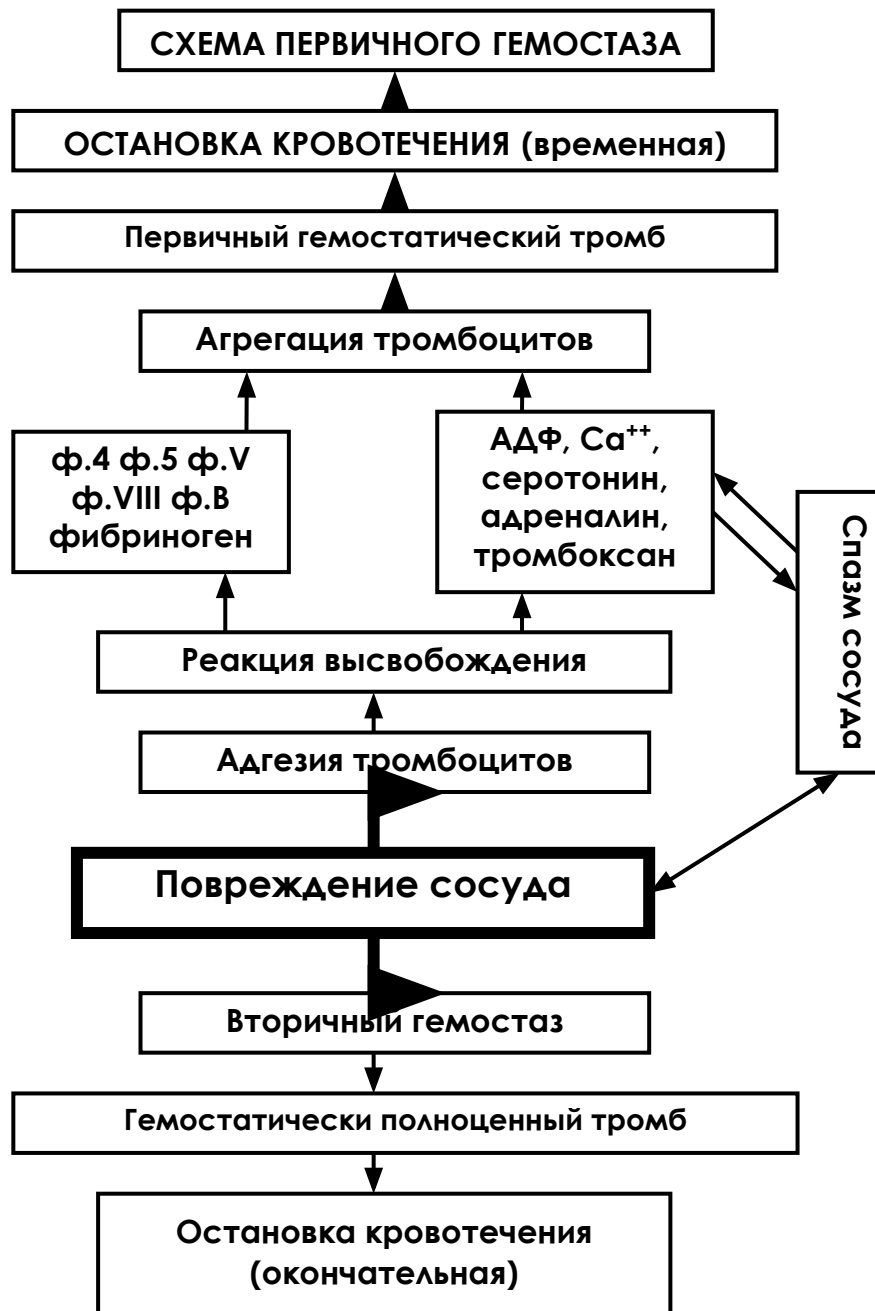 СХЕМА ПЕРВИЧНОГО ГЕМОСТАЗА
ОСТАНОВКА КРОВОТЕЧЕНИЯ (временная)
Первичный гемостатический тромб
Агрегация тромбоцитов
ф.4 ф.5 ф.V
ф.VIII ф.В
фибриноген
АДФ, Са⁺⁺,
серотонин,
адреналин,
тромбоксан
Спазм сосуда
Реакция высвобождения
Адгезия тромбоцитов
Повреждение сосуда
Вторичный гемостаз
Гемостатически полноценный тромб
Остановка кровотечения
(окончательная)